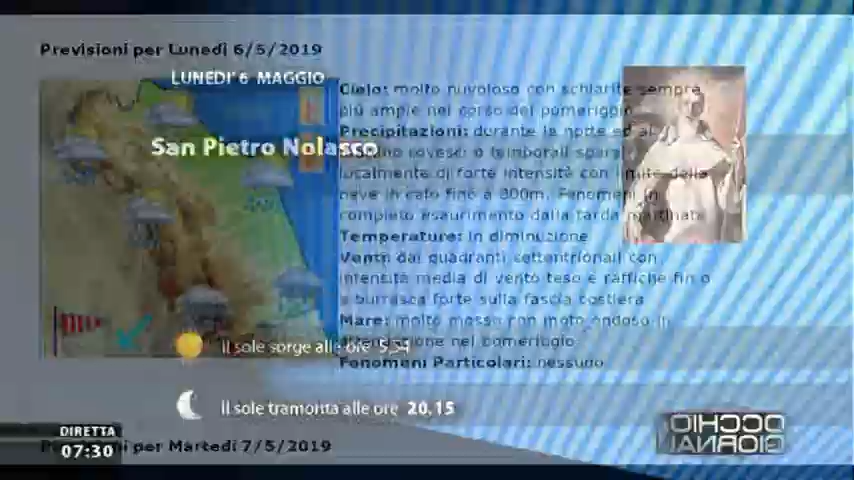 Previsioni per Lunedì 6/5/2019
LUNEDI' 6 MAGGIO
San Pietro Nolasco
Cielo: molto nuvoloso con schiarite sempre
più ampie nel corso del pomeriggio
Precipitazioni: durante la notte ed al
mattino rovesci o temporali sparsi
localmente di forte intensità con limite della
neve in calo fino a 800m. Fenomeni in
completo esaurimento dalla tarda mattinata
Temperature: in diminuzione
Venti: dai quadranti settentrionali con
intensità media di vento teso e raffiche fino
a burrasca forte sulla fascia costiera
Mare: molto mosso con moto ondoso in
nel pomeriggio
Fenomeni Particolari: nessuno
Il sole sorge alle ore 5,54
Il sole tramonta alle ore 20,15
DIRETTA
07:30
per Martedì 7/5/2019
OCCHIO
GIORNALI